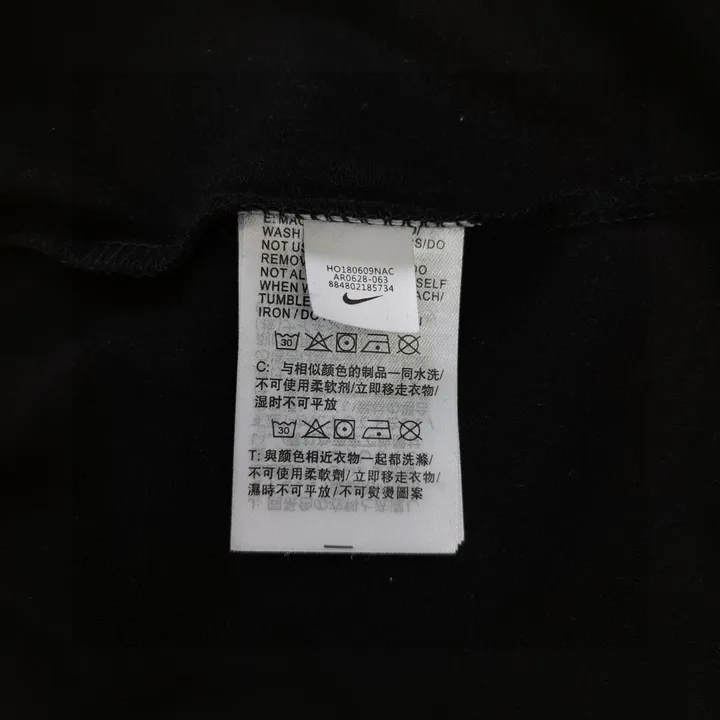 E: MAC
WASH
NOT US S/DO
REMOV DO
NOT AL SELF
WHEN W ACH/
TUMBLE
IRON/DO
HO180609NAC
AR0628-063
884802185734
30
C: 与相似颜色的制品一同水洗/
不可使用柔软剂/立即移走衣物/
湿时不可平放
30
T: 與顏色相近衣物一起都洗滌/
不可使用柔軟劑/立即移走衣物/
濕時不可平放/不可熨燙圖案